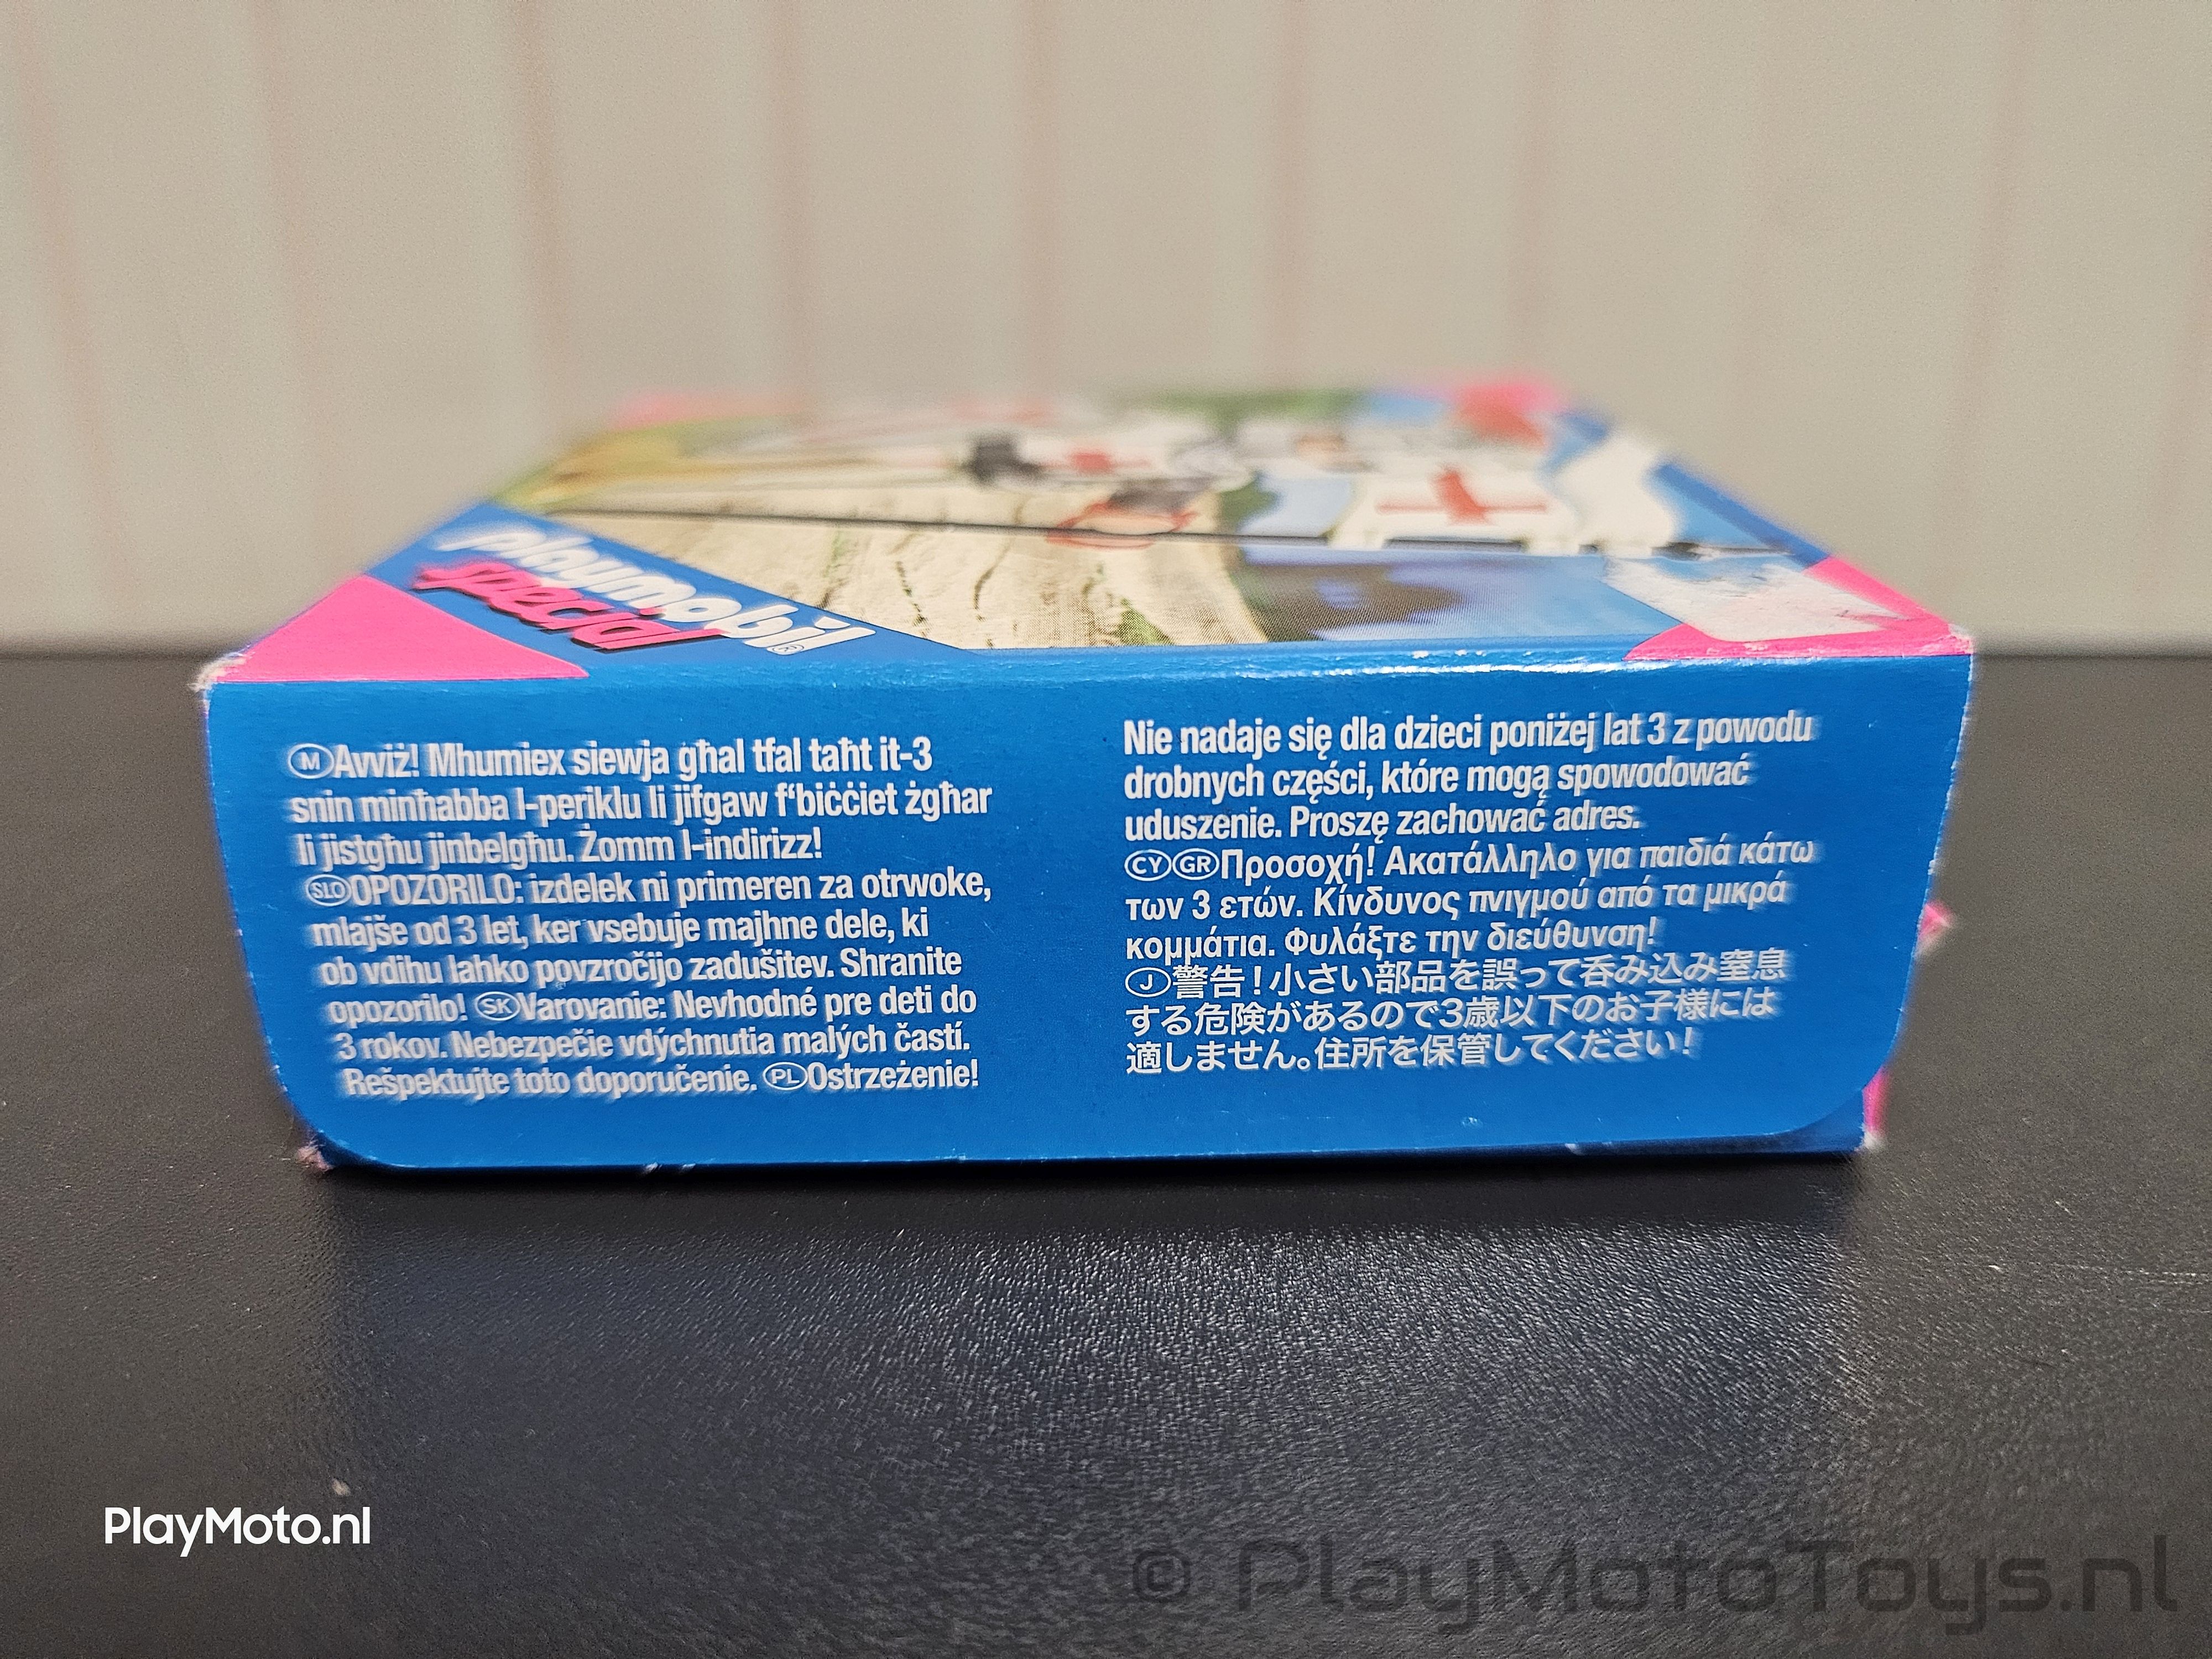 playmobil®
special
Ⓜ Avviż! Mhumiex siewja għal tfal taħt it-3
snin minħabba l-periklu li jifgaw f‘biċċiet żgħar
li jistgħu jinbelgħu. Żomm l-indirizz!
SLO OPOZORILO: izdelek ni primeren za otrwoke,
mlajše od 3 let, ker vsebuje majhne dele, ki
ob vdihu lahko povzročijo zadušitev. Shranite
opozorilo! SK Varovanie: Nevhodné pre deti do
3 rokov. Nebezpečie vdýchnutia malých častí.
Rešpektujte toto doporučenie. PL Ostrzeżenie!
Nie nadaje się dla dzieci poniżej lat 3 z powodu
drobnych części, które mogą spowodować
uduszenie. Proszę zachować adres.
CY GR Προσοχή! Ακατάλληλο για παιδιά κάτω
των 3 ετών. Κίνδυνος πνιγμού από τα μικρά
κομμάτια. Φυλάξτε την διεύθυνση!
Ⓙ 警告！小さい部品を誤って呑み込み窒息
する危険があるので3歳以下のお子様には
適しません。住所を保管してください！
PlayMoto.nl
© PlayMotoToys.nl